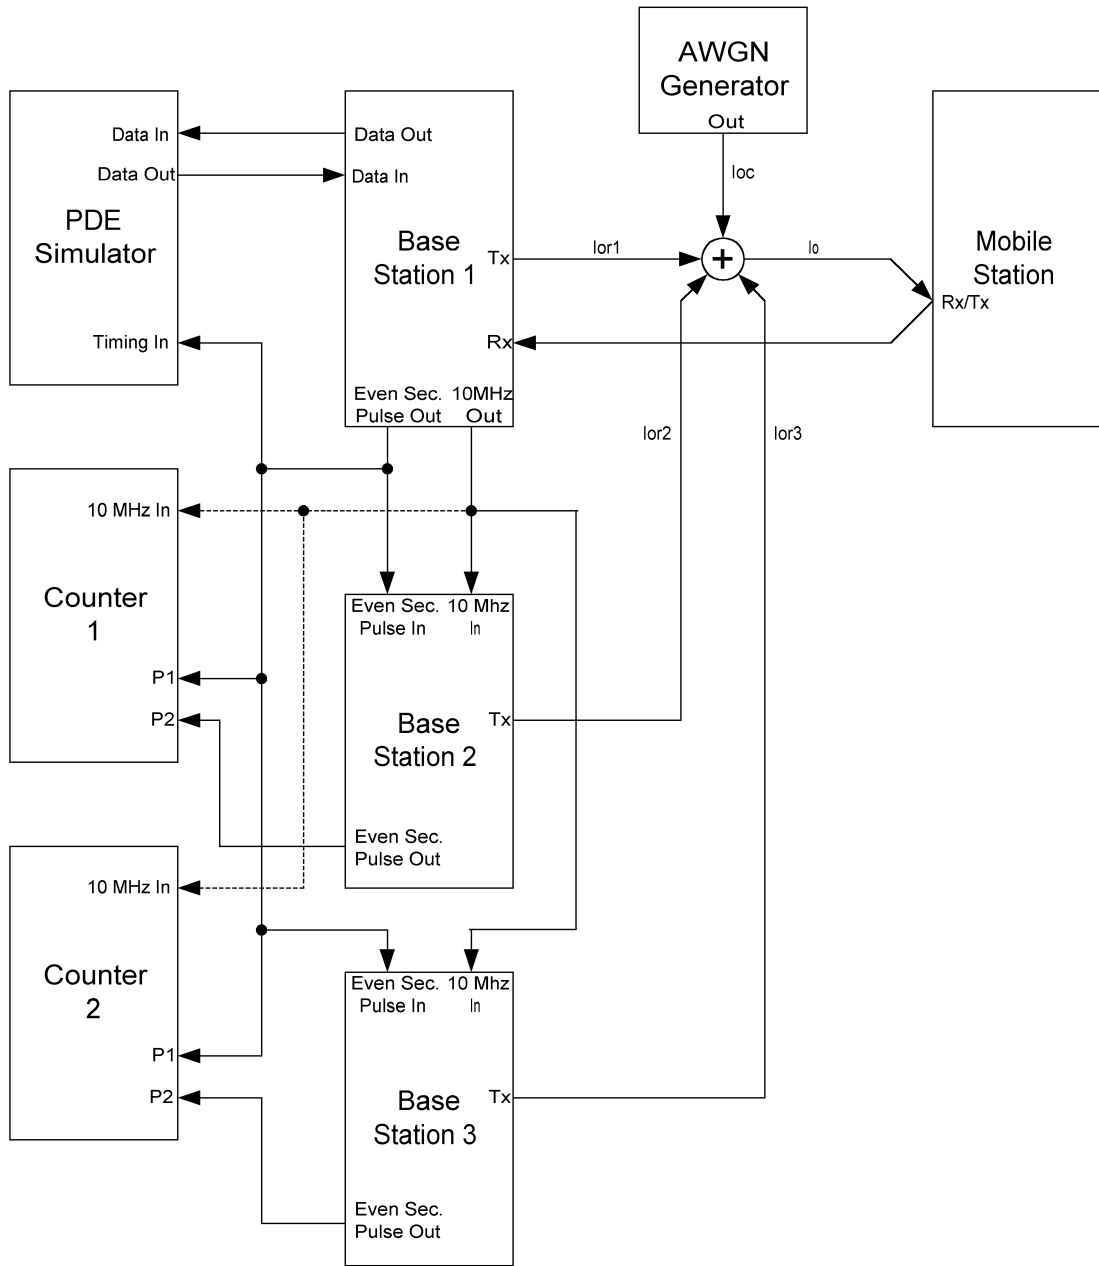 AWGN
Generator
Out
Ioc
Data In
Data Out
PDE
Simulator
Timing In
Data Out
Data In
Base
Station 1
Tx
Rx
Even Sec.
Pulse Out
10MHz
Out
Ior1
Io
Mobile
Station
Rx/Tx
Ior2
Ior3
10 MHz In
Counter
1
P1
P2
Even Sec.
Pulse In
10 Mhz
In
Base
Station 2
Tx
Even Sec.
Pulse Out
10 MHz In
Counter
2
P1
P2
Even Sec.
Pulse In
10 Mhz
In
Base
Station 3
Tx
Even Sec.
Pulse Out